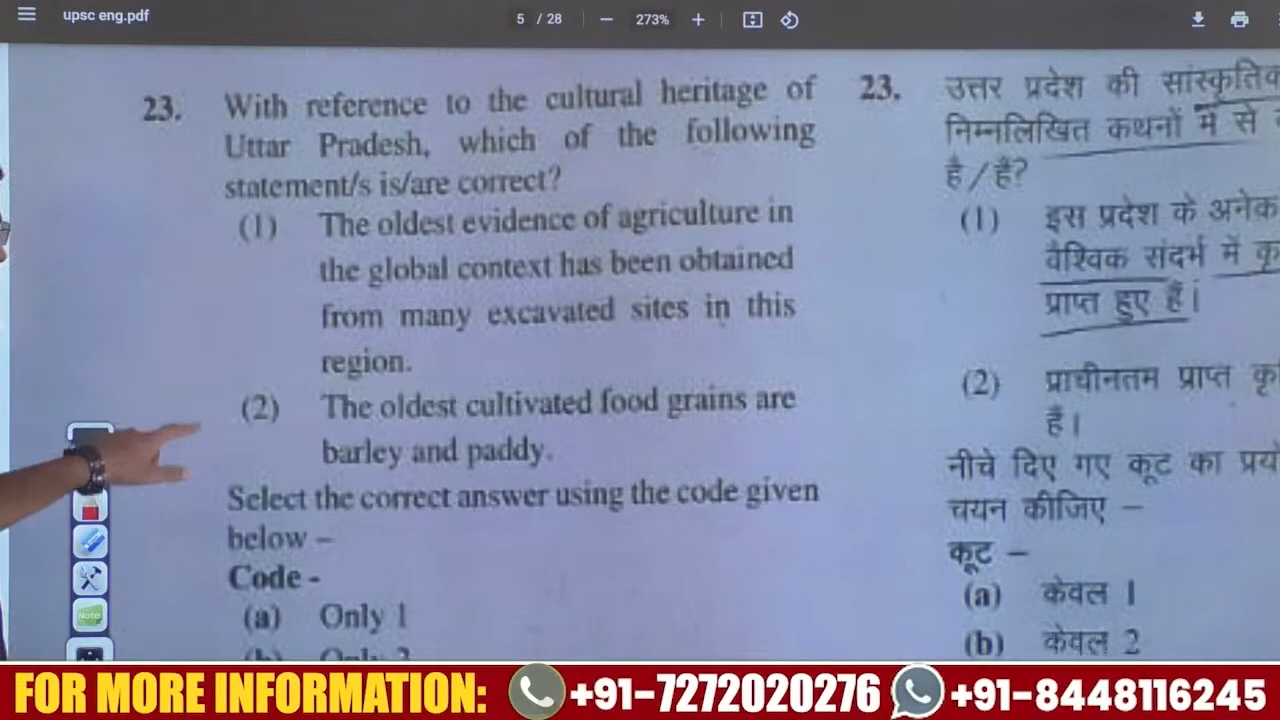 upsc eng.pdf
5 / 28
273%
23. With reference to the cultural heritage of
Uttar Pradesh, which of the following
statement/s is/are correct?
(1) The oldest evidence of agriculture in
the global context has been obtained
from many excavated sites in this
region.
(2) The oldest cultivated food grains are
barley and paddy.
Select the correct answer using the code given
below –
Code -
(a) Only 1
23. उत्तर प्रदेश की सांस्कृतिक
निम्नलिखित कथनों में से
है / हैं?
(1) इस प्रदेश के अनेक
वैश्विक संदर्भ में
प्राप्त हुए हैं।
(2) प्राचीनतम प्राप्त
हैं।
नीचे दिए गए कूट का
चयन कीजिए –
कूट –
(a) केवल 1
(b) केवल 2
Note
FOR MORE INFORMATION: +91-7272020276 +91-8448116245